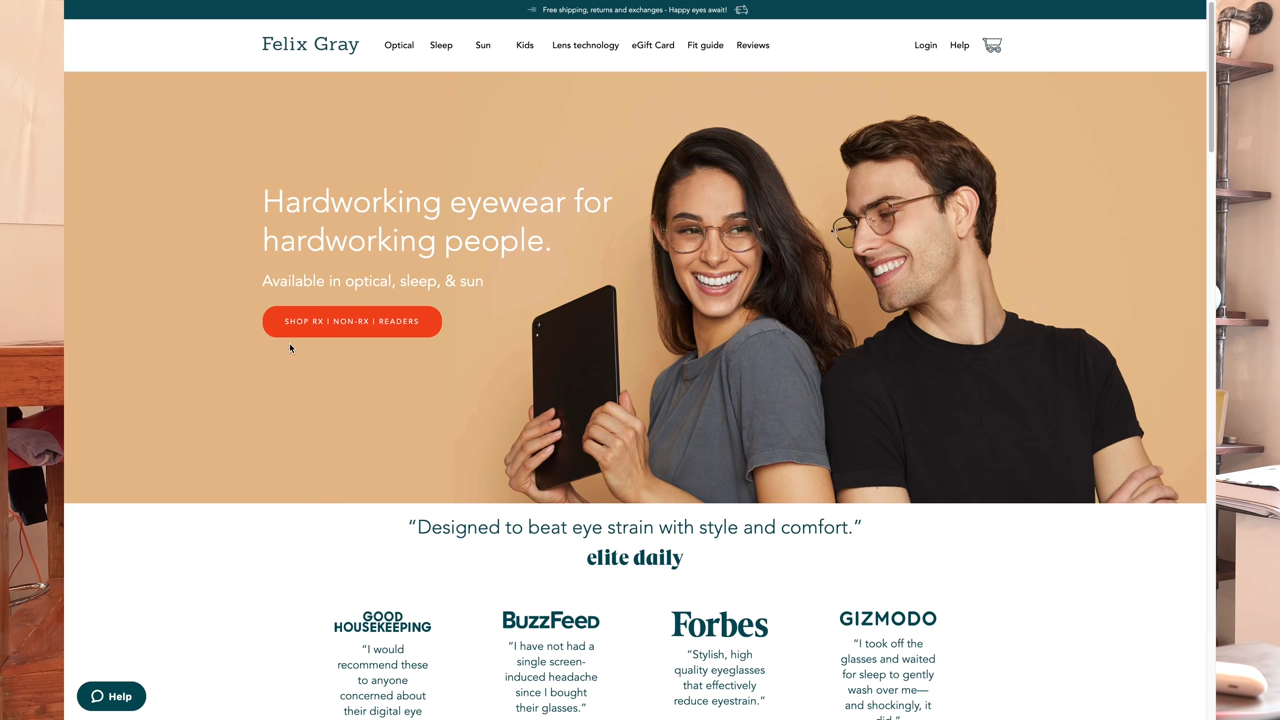 Free shipping, returns and exchanges - Happy eyes await!
Felix Gray
Optical
Sleep
Sun
Kids
Lens technology
eGift Card
Fit guide
Reviews
Login
Help
Hardworking eyewear for
hardworking people.
Available in optical, sleep, & sun
SHOP RX | NON-RX | READERS
“Designed to beat eye strain with style and comfort.”
elite daily
GOOD
HOUSEKEEPING
“I would
recommend these
to anyone
concerned about
their digital eye
BuzzFeed
“I have not had a
single screen-
induced headache
since I bought
their glasses.”
Forbes
“Stylish, high
quality eyeglasses
that effectively
reduce eyestrain.”
GIZMODO
“I took off the
glasses and waited
for sleep to gently
wash over me—
and shockingly, it
did.”
Help